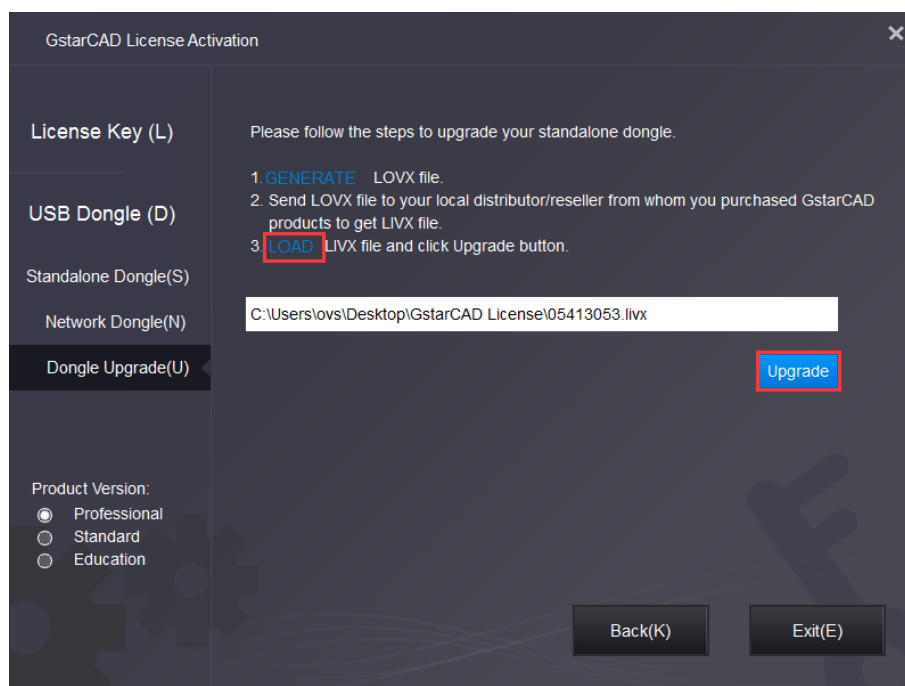 GstarCAD License Activation
License Key (L)
USB Dongle (D)
Standalone Dongle(S)
Network Dongle(N)
Dongle Upgrade(U)
Product Version:
Professional
Standard
Education
Please follow the steps to upgrade your standalone dongle.
1. GENERATE LOVX file.
2. Send LOVX file to your local distributor/reseller from whom you purchased GstarCAD
products to get LIVX file.
3. LOAD LIVX file and click Upgrade button.
C:\Users\ovs\Desktop\GstarCAD License\05413053.livx
Upgrade
Back(K)
Exit(E)